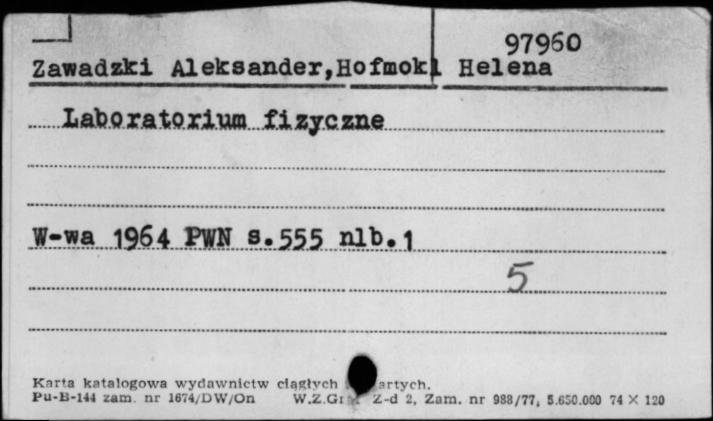 97960
Zawadzki Aleksander,Hofmokl Helena
Laboratorium fizyczne
W-wa 1964 PWN s.555 nlb.1
5
Karta katalogowa wydawnictw ciągłych artych.
Pu-B-144 zam. nr 1674/DW/On W.Z.Gr Z-d 2, Zam. nr 988/77, 5.650.000 74 × 120